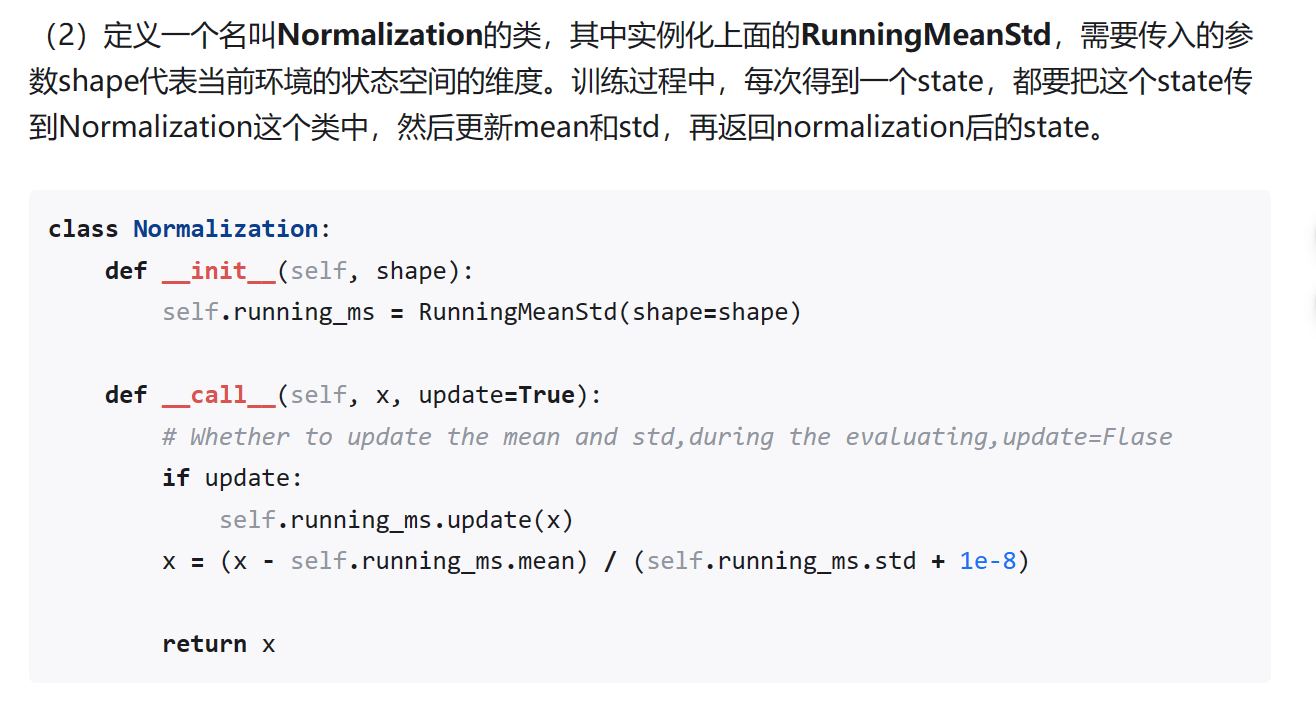 （2）定义一个名叫Normalization的类，其中实例化上面的RunningMeanStd，需要传入的参
数shape代表当前环境的状态空间的维度。训练过程中，每次得到一个state，都要把这个state传
到Normalization这个类中，然后更新mean和std，再返回normalization后的state。
class Normalization:
    def __init__(self, shape):
        self.running_ms = RunningMeanStd(shape=shape)
    def __call__(self, x, update=True):
        # Whether to update the mean and std,during the evaluating,update=Flase
        if update:
            self.running_ms.update(x)
        x = (x - self.running_ms.mean) / (self.running_ms.std + 1e-8)
        return x